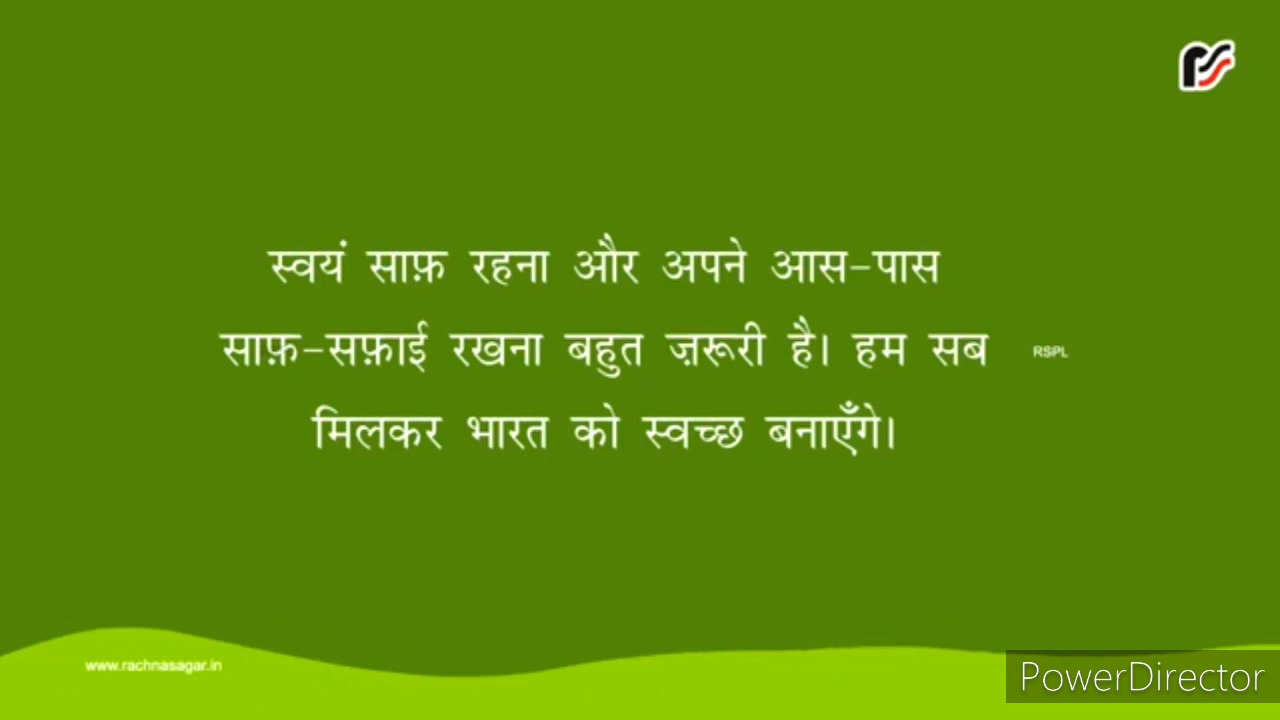 स्वयं साफ़ रहना और अपने आस-पास
साफ़-सफ़ाई रखना बहुत ज़रूरी है। हम सब
RSPL
मिलकर भारत को स्वच्छ बनाएँगे।
www.rachnasagar.in
PowerDirector